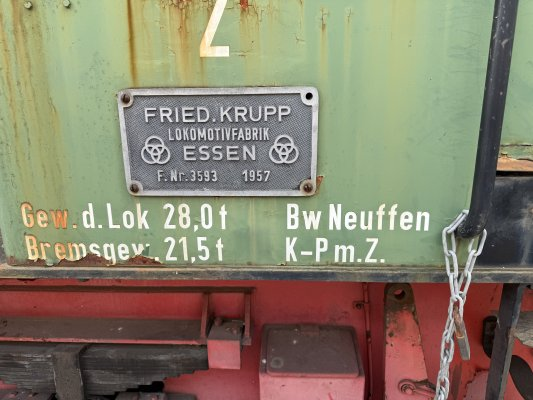 2
FRIED. KRUPP
LOKOMOTIVFABRIK
ESSEN
F. Nr. 3593 1957
Gew. d. Lok 28,0 t
Bremsgew. 21,5 t
Bw Neuffen
K-P m. Z.